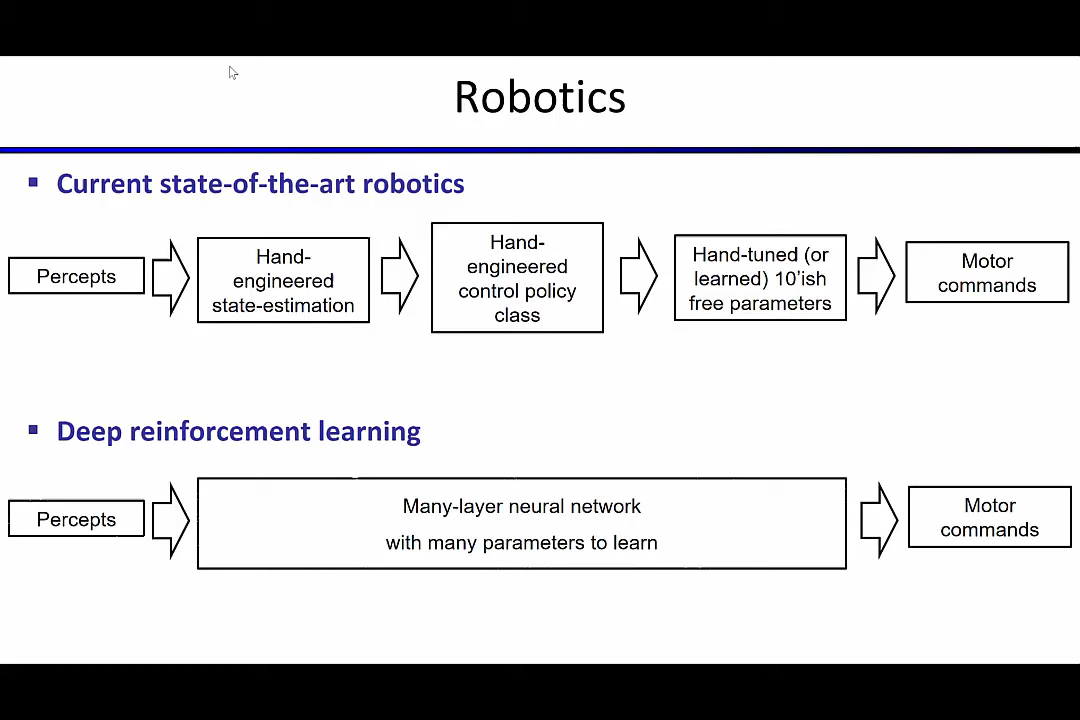 Robotics
▪ Current state-of-the-art robotics
Percepts
Hand-
engineered
state-estimation
Hand-
engineered
control policy
class
Hand-tuned (or
learned) 10'ish
free parameters
Motor
commands
▪ Deep reinforcement learning
Percepts
Many-layer neural network
with many parameters to learn
Motor
commands